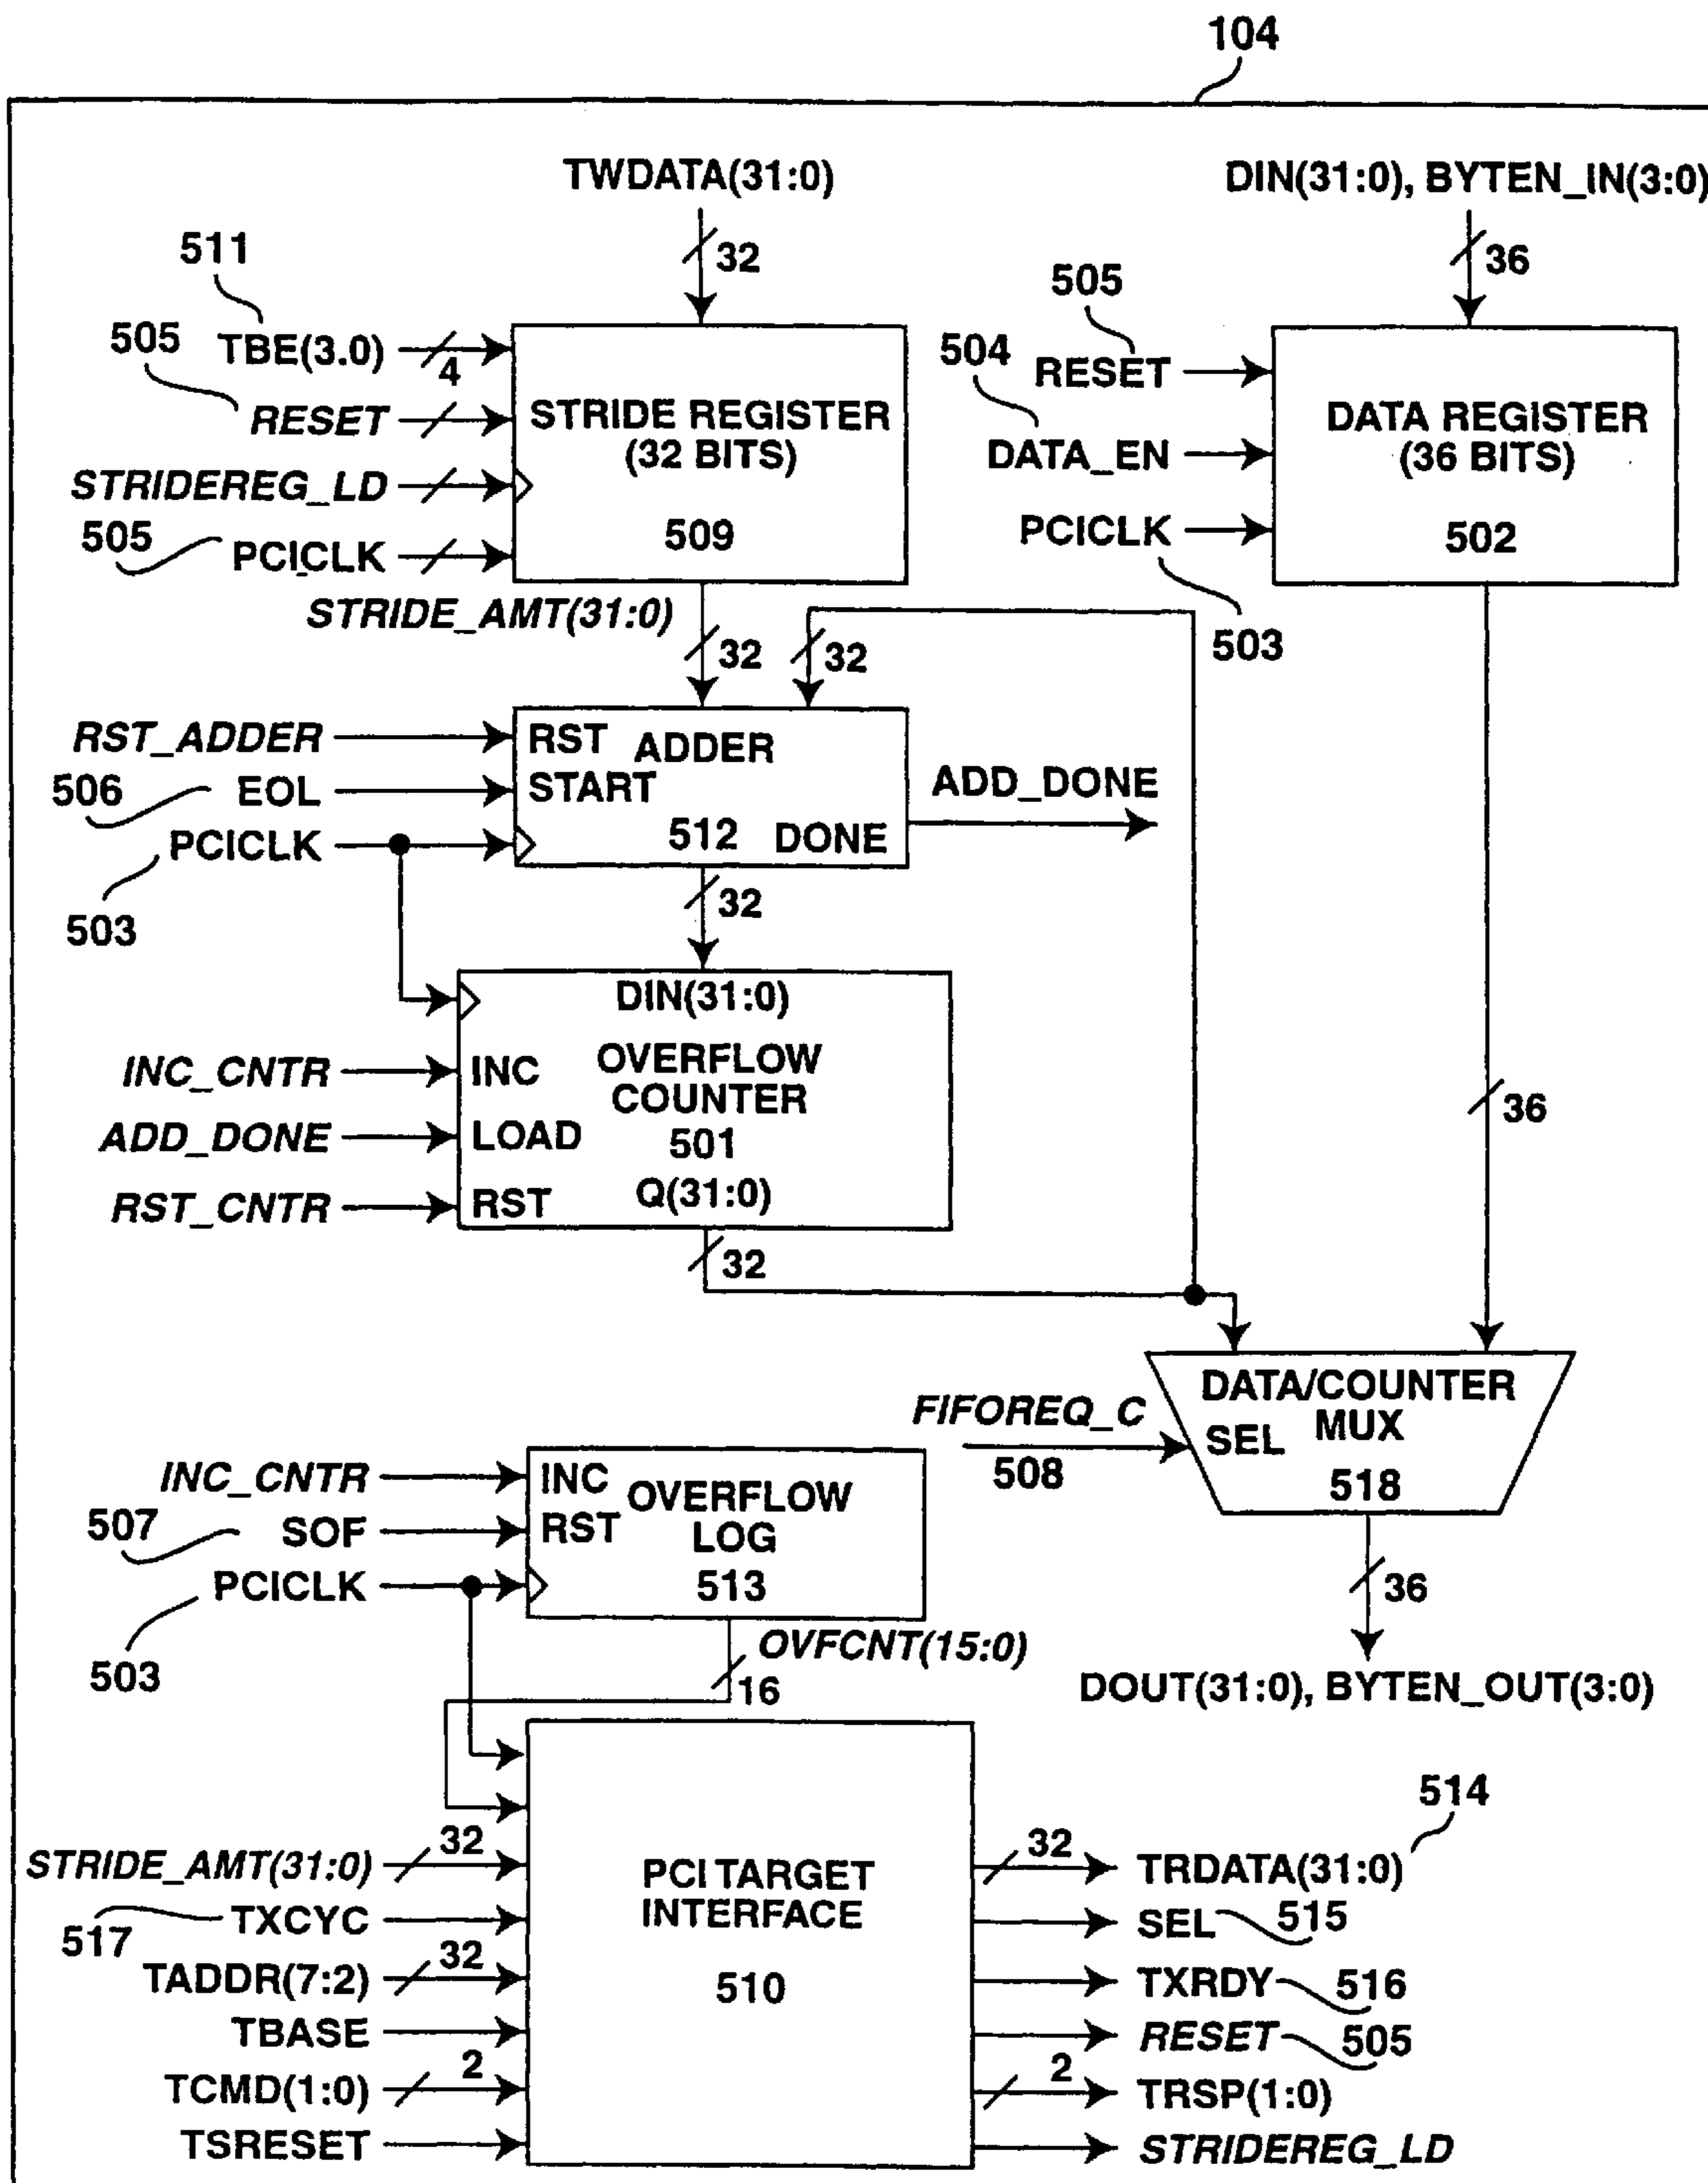 104
TWDATA(31:0)
DIN(31:0), BYTEN_IN(3:0)
32
36
511
TBE(3.0)
4
505
RESET
STRIDEREG_LD
505
PCICLK
STRIDE REGISTER
(32 BITS)
509
505
RESET
504
DATA_EN
PCICLK
503
DATA REGISTER
(36 BITS)
502
STRIDE_AMT(31:0)
32
32
RST_ADDER
506
EOL
PCICLK
503
RST
ADDER
START
512
DONE
ADD_DONE
32
36
DIN(31:0)
OVERFLOW
COUNTER
501
Q(31:0)
INC_CNTR
INC
ADD_DONE
LOAD
RST_CNTR
RST
32
FIFOREQ_C
508
DATA/COUNTER
MUX
SEL
518
36
DOUT(31:0), BYTEN_OUT(3:0)
INC_CNTR
507
SOF
PCICLK
503
INC
RST
OVERFLOW
LOG
513
OVFCNT(15:0)
16
STRIDE_AMT(31:0)
32
TXCYC
517
TADDR(7:2)
32
TBASE
TCMD(1:0)
2
TSRESET
PCI TARGET
INTERFACE
510
514
32
TRDATA(31:0)
SEL
515
TXRDY
516
RESET
505
2
TRSP(1:0)
STRIDEREG_LD